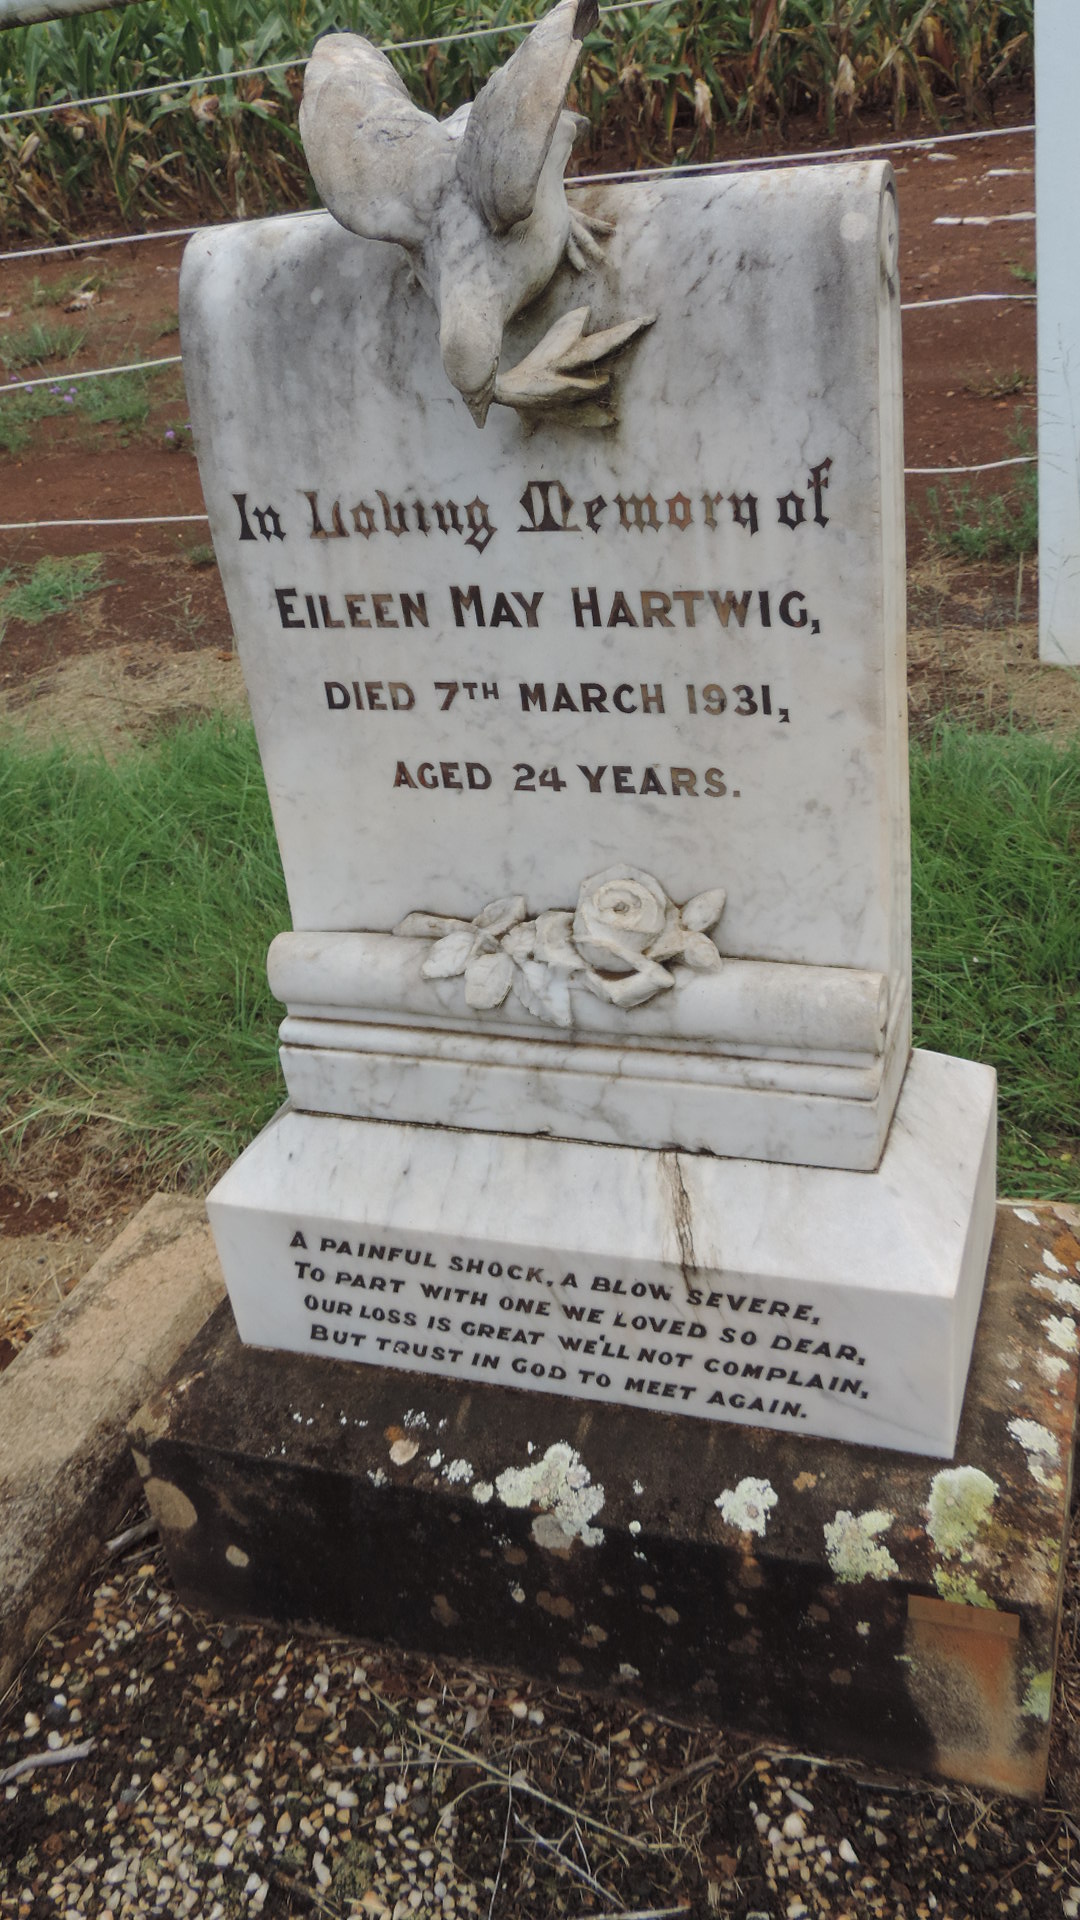 In Loving Memory of
EILEEN MAY HARTWIG,
DIED 7TH MARCH 1931,
AGED 24 YEARS.
A PAINFUL SHOCK, A BLOW SEVERE,
TO PART WITH ONE WE LOVED SO DEAR,
OUR LOSS IS GREAT WE'LL NOT COMPLAIN,
BUT TRUST IN GOD TO MEET AGAIN.